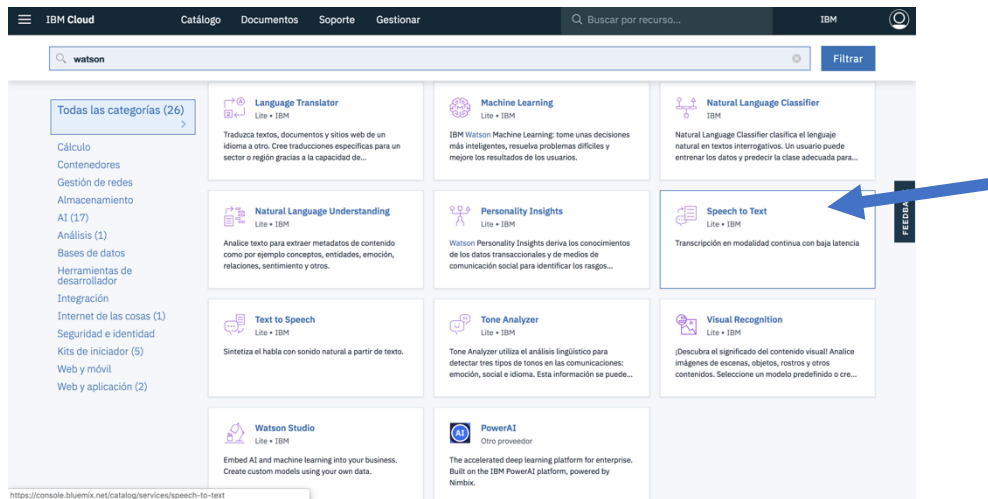 IBM Cloud Catálogo Documentos Soporte Gestionar Buscar por recurso... IBM
watson Filtrar
Todas las categorías (26)
>
Cálculo
Contenedores
Gestión de redes
Almacenamiento
AI (17)
Análisis (1)
Bases de datos
Herramientas de
desarrollador
Integración
Internet de las cosas (1)
Seguridad e identidad
Kits de iniciador (5)
Web y móvil
Web y aplicación (2)
Language Translator
Lite • IBM
Traduzca textos, documentos y sitios web de un
idioma a otro. Cree traducciones específicas para un
sector o región gracias a la capacidad de...
Machine Learning
Lite • IBM
IBM Watson Machine Learning: tome unas decisiones
más inteligentes, resuelva problemas difíciles y
mejore los resultados de los usuarios.
Natural Language Classifier
IBM
Natural Language Classifier clasifica el lenguaje
natural en textos interrogativos. Un usuario puede
entrenar los datos y predecir la clase adecuada para...
Natural Language Understanding
Lite • IBM
Analice texto para extraer metadatos de contenido
como por ejemplo conceptos, entidades, emoción,
relaciones, sentimiento y otros.
Personality Insights
Lite • IBM
Watson Personality Insights deriva los conocimientos
de los datos transaccionales y de medios de
comunicación social para identificar los rasgos...
Speech to Text
Lite • IBM
Transcripción en modalidad continua con baja latencia
Text to Speech
Lite • IBM
Sintetiza el habla con sonido natural a partir de texto.
Tone Analyzer
Lite • IBM
Tone Analyzer utiliza el análisis lingüístico para
detectar tres tipos de tonos en las comunicaciones:
emoción, social e idioma. Esta información se puede...
Visual Recognition
Lite • IBM
¡Descubra el significado del contenido visual! Analice
imágenes de escenas, objetos, rostros y otros
contenidos. Seleccione un modelo predefinido o cre...
Watson Studio
Lite • IBM
Embed AI and machine learning into your business.
Create custom models using your own data.
AI
PowerAI
Otro proveedor
The accelerated deep learning platform for enterprise.
Built on the IBM PowerAI platform, powered by
Nimbix.
FEEDBA
https://console.bluemix.net/catalog/services/speech-to-text